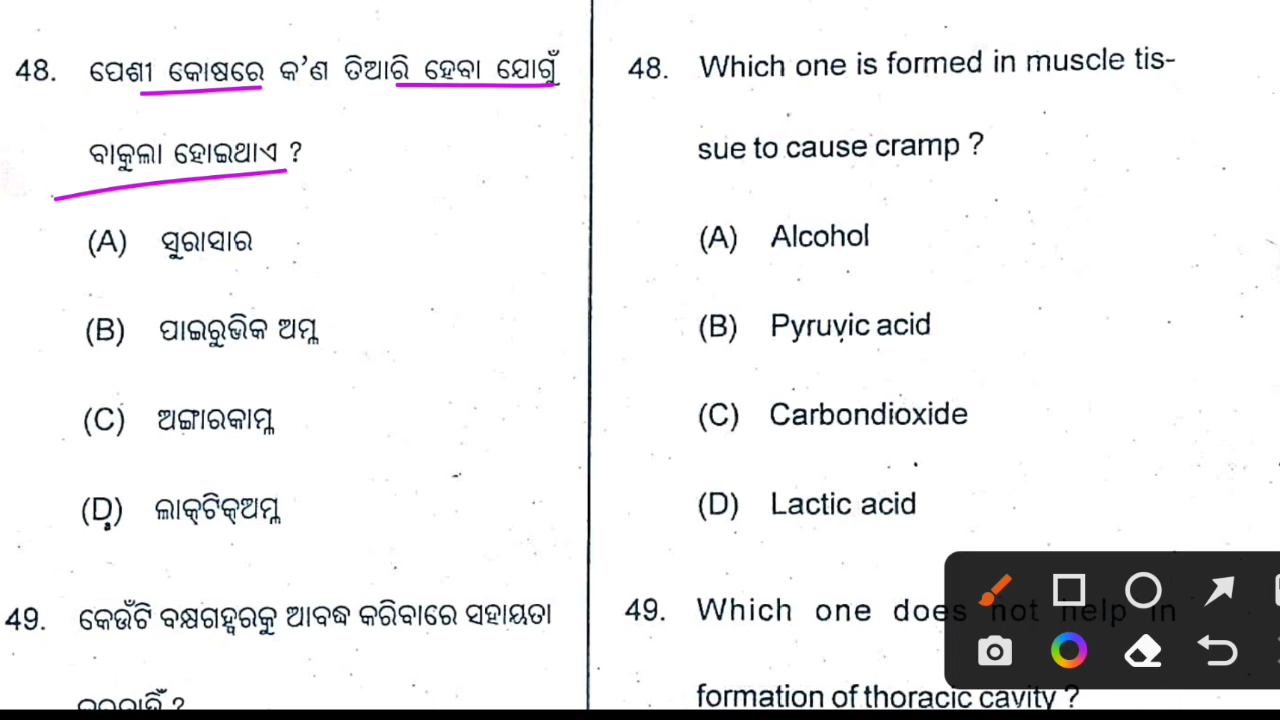 48. ପେଶୀ କୋଷରେ କ'ଣ ତିଆରି ହେବା ଯୋଗୁଁ
ବାକୁଲା ହୋଇଥାଏ ?
(A) ସୁରାସାର
(B) ପାଇରୁଭିକ ଅମ୍ଳ
(C) ଅଙ୍ଗାରକାମ୍ଳ
(D) ଲାକ୍‌ଟିକ୍‌ଅମ୍ଳ
49. କେଉଁଟି ବକ୍ଷଗହ୍ୱରକୁ ଆବଦ୍ଧ କରିବାରେ ସହାୟତା
48. Which one is formed in muscle tis-
sue to cause cramp ?
(A) Alcohol
(B) Pyruvic acid
(C) Carbondioxide
(D) Lactic acid
49. Which one does not help in
formation of thoracic cavity ?